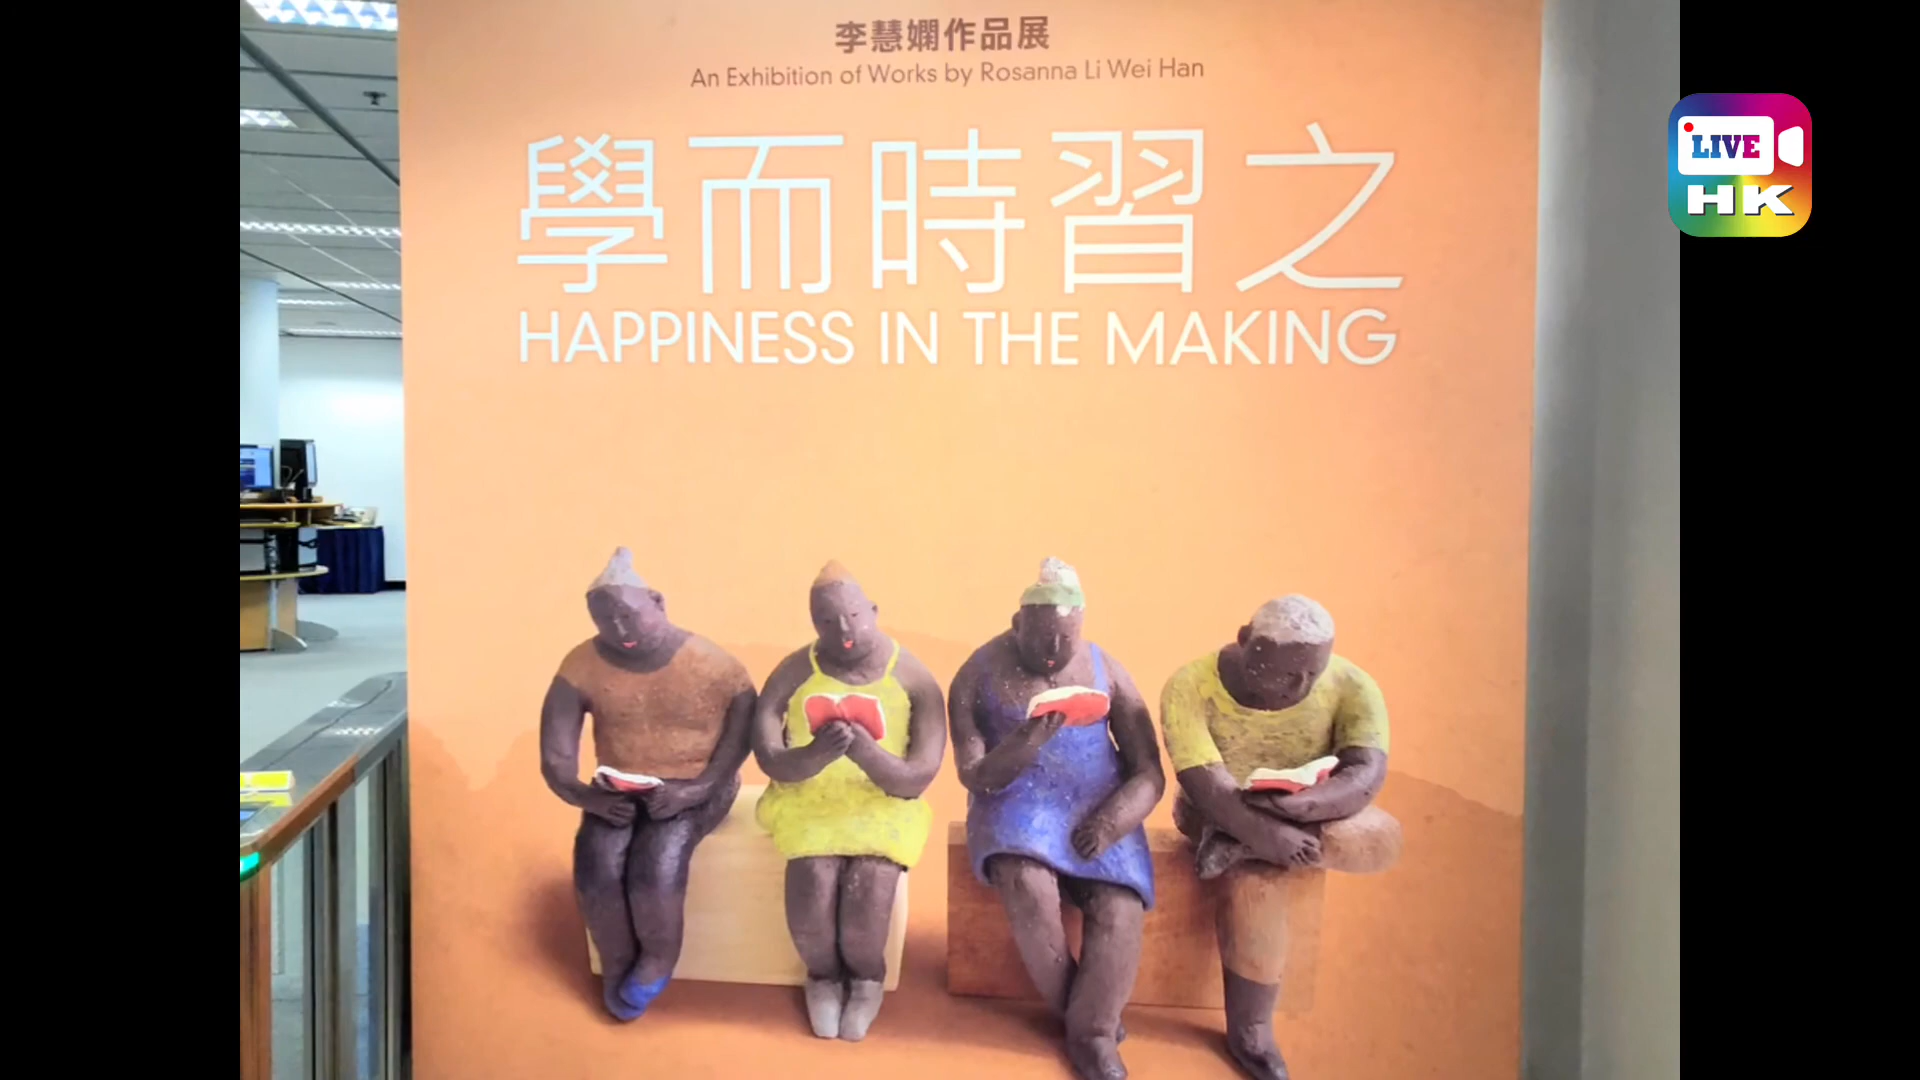 李慧嫻作品展
An Exhibition of Works by Rosanna Li Wei Han
學而時習之
HAPPINESS IN THE MAKING
LIVE
HK